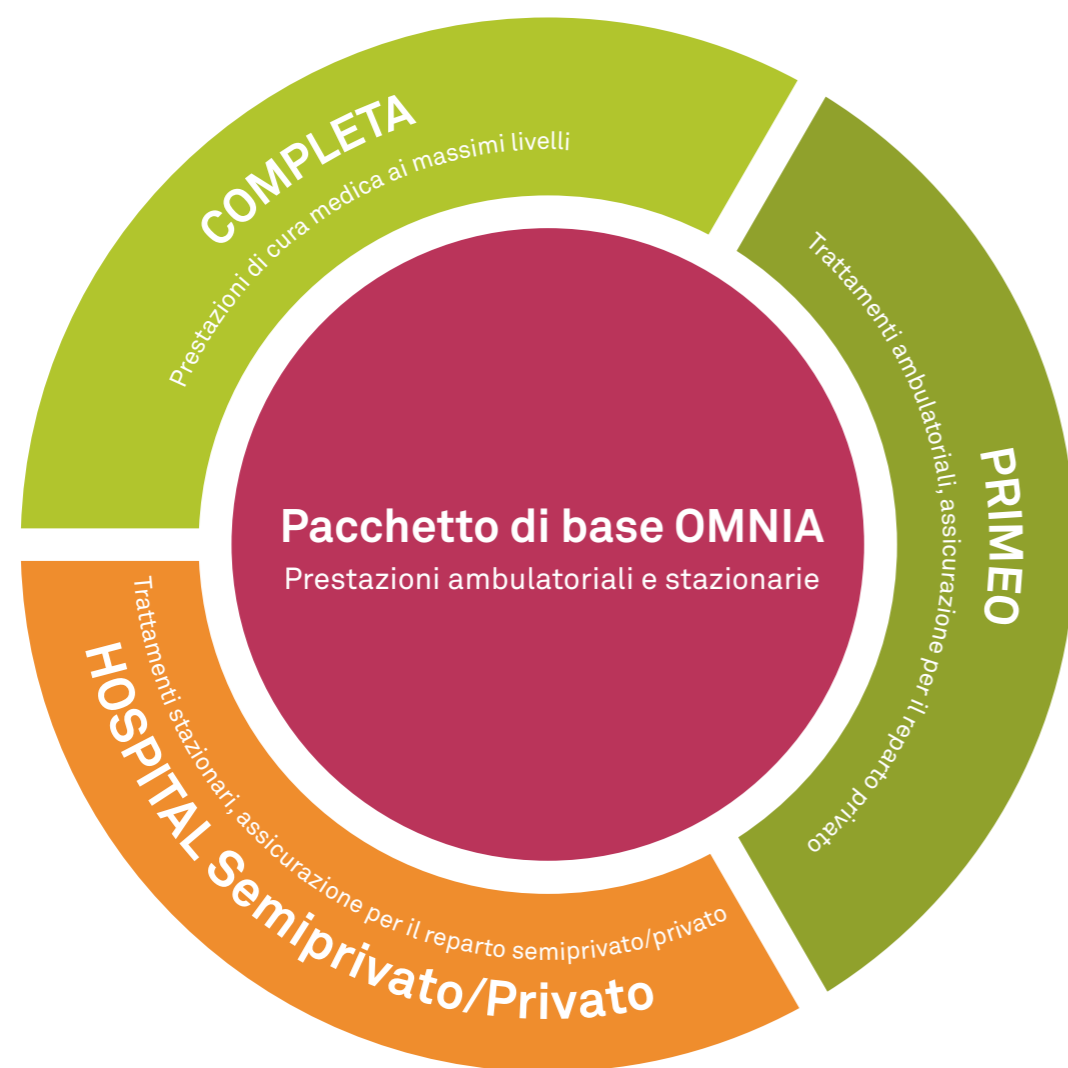 COMPLETA
Prestazioni di cura medica ai massimi livelli
PRIMEO
Trattamenti ambulatoriali, assicurazione per il reparto privato
Pacchetto di base OMNIA
Prestazioni ambulatoriali e stazionarie
Trattamenti stazionari, assicurazione per il reparto semiprivato/privato
HOSPITAL Semiprivato/Privato